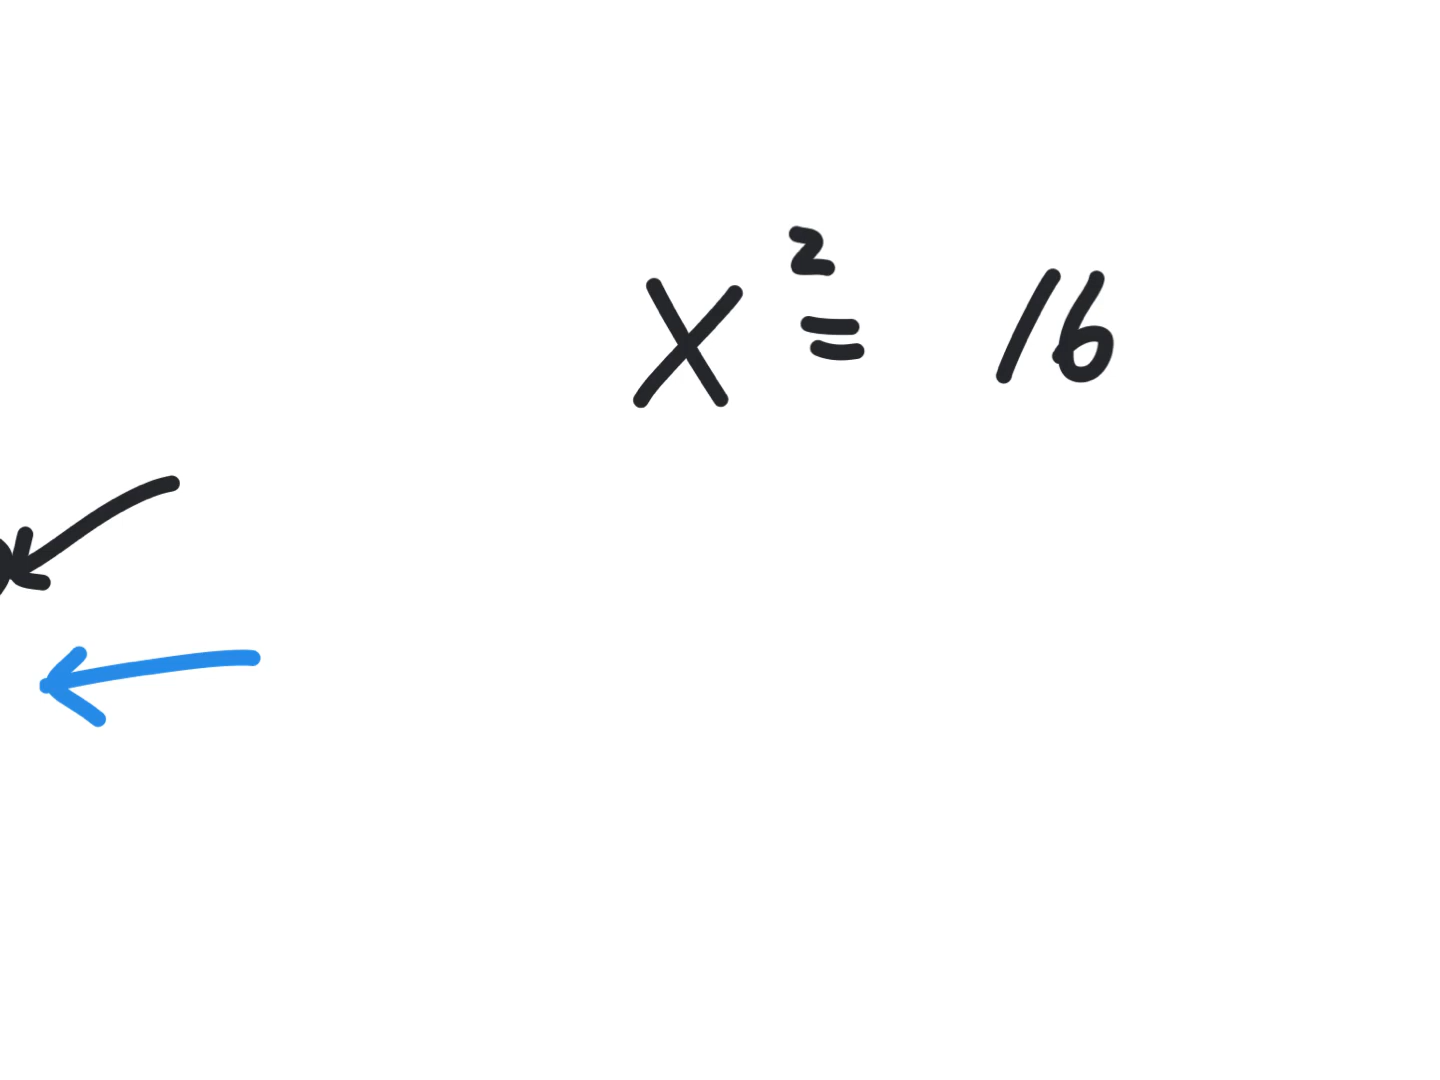 x² = 16